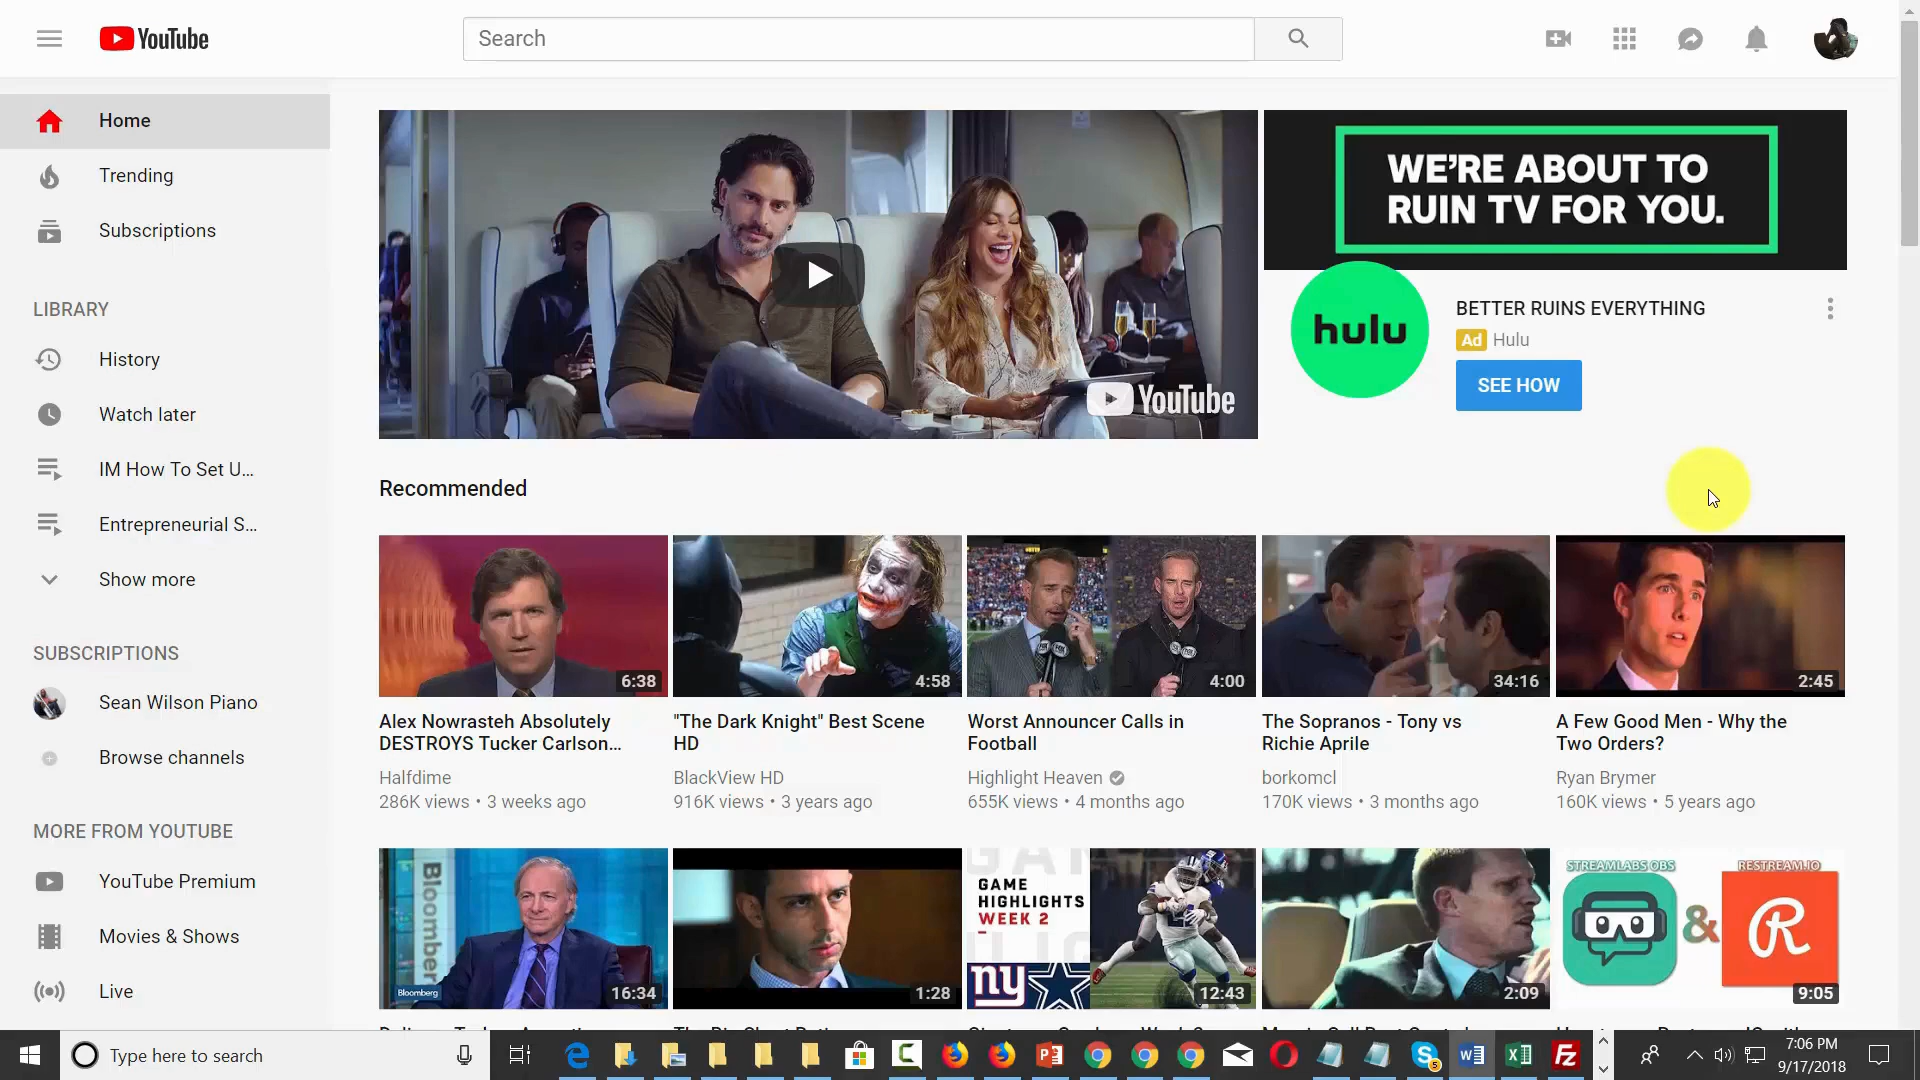 YouTube
Search
Home
Trending
Subscriptions
LIBRARY
History
Watch later
IM How To Set U...
Entrepreneurial S...
Show more
SUBSCRIPTIONS
Sean Wilson Piano
Browse channels
MORE FROM YOUTUBE
YouTube Premium
Movies & Shows
Live
YouTube
WE'RE ABOUT TO
RUIN TV FOR YOU.
hulu
BETTER RUINS EVERYTHING
Ad Hulu
SEE HOW
Recommended
6:38
Alex Nowrasteh Absolutely
DESTROYS Tucker Carlson...
Halfdime
286K views • 3 weeks ago
4:58
"The Dark Knight" Best Scene
HD
BlackView HD
916K views • 3 years ago
FOX
FOX
4:00
Worst Announcer Calls in
Football
Highlight Heaven
655K views • 4 months ago
34:16
The Sopranos - Tony vs
Richie Aprile
borkomcl
170K views • 3 months ago
2:45
A Few Good Men - Why the
Two Orders?
Ryan Brymer
160K views • 5 years ago
Bloomberg
Bloomberg
16:34
1:28
GAME
HIGHLIGHTS
WEEK 2
ny
12:43
2:09
STREAMLABS OBS
&
RESTREAM.IO
R
9:05
Type here to search
7:06 PM
9/17/2018